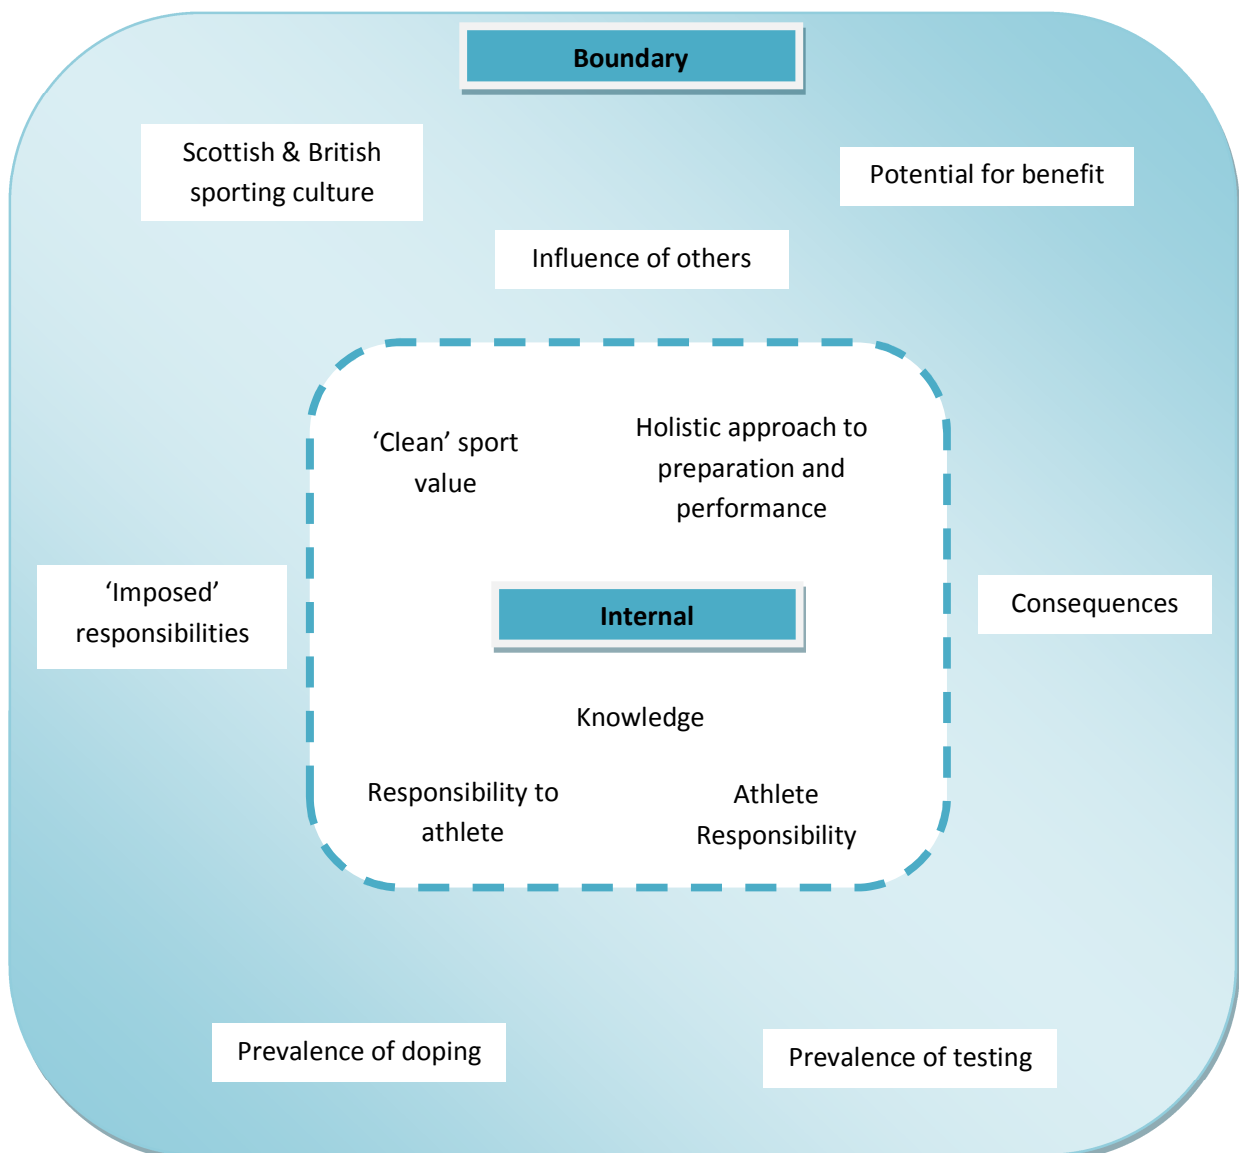 Boundary
Scottish & British
sporting culture
Potential for benefit
Influence of others
‘Clean’ sport
value
Holistic approach to
preparation and
performance
‘Imposed’
responsibilities
Internal
Consequences
Knowledge
Responsibility to
athlete
Athlete
Responsibility
Prevalence of doping
Prevalence of testing